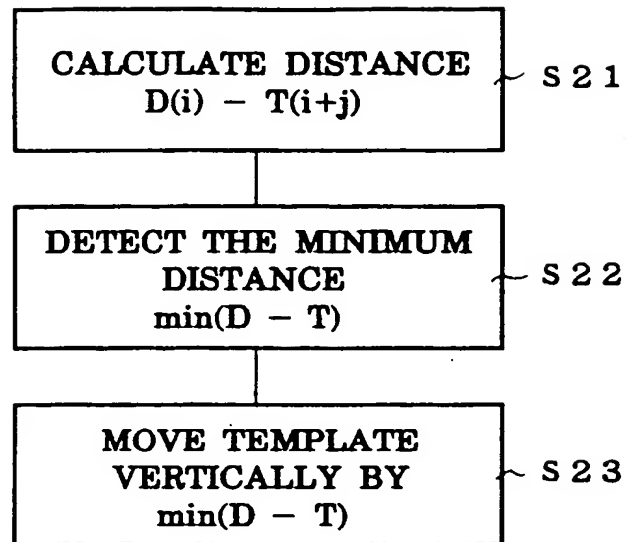 CALCULATE DISTANCE
D(i) − T(i+j)
S21
DETECT THE MINIMUM
DISTANCE
min(D − T)
S22
MOVE TEMPLATE
VERTICALLY BY
min(D − T)
S23